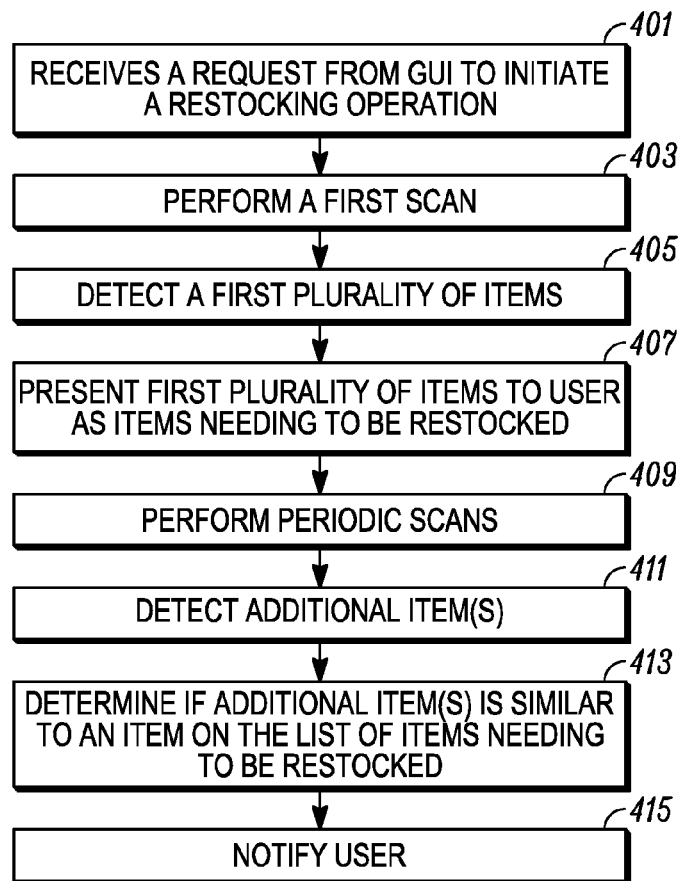 401
RECEIVES A REQUEST FROM GUI TO INITIATE
A RESTOCKING OPERATION
403
PERFORM A FIRST SCAN
405
DETECT A FIRST PLURALITY OF ITEMS
407
PRESENT FIRST PLURALITY OF ITEMS TO USER
AS ITEMS NEEDING TO BE RESTOCKED
409
PERFORM PERIODIC SCANS
411
DETECT ADDITIONAL ITEM(S)
413
DETERMINE IF ADDITIONAL ITEM(S) IS SIMILAR
TO AN ITEM ON THE LIST OF ITEMS NEEDING
TO BE RESTOCKED
415
NOTIFY USER